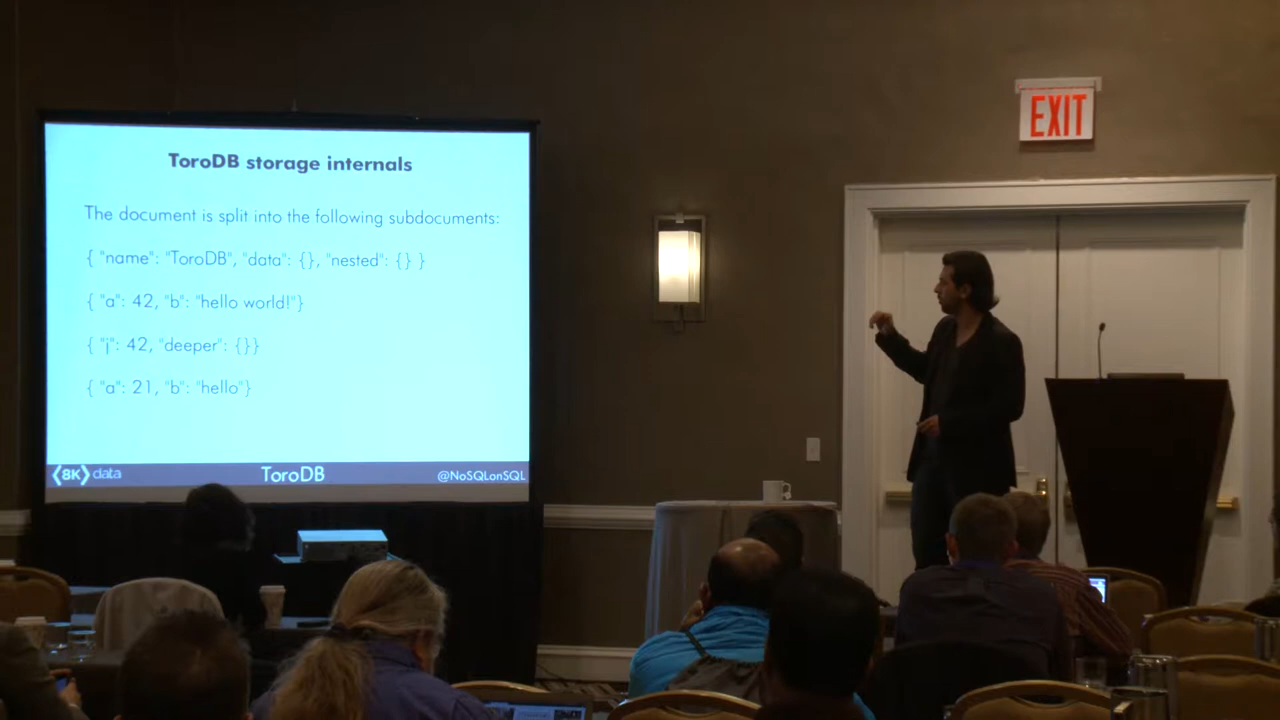 EXIT
ToroDB storage internals
The document is split into the following subdocuments:
{ "name": "ToroDB", "data": {}, "nested": {} }
{ "a": 42, "b": "hello world!"}
{ "j": 42, "deeper": {}}
{ "a": 21, "b": "hello"}
⟨8K⟩ data
ToroDB
@NoSQLonSQL